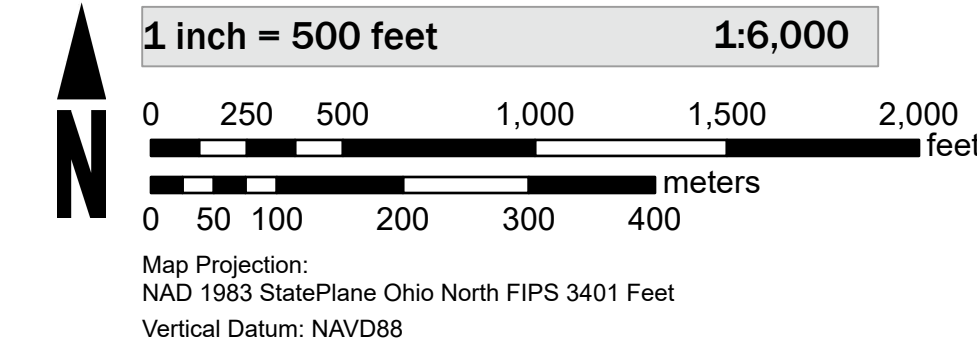 1 inch = 500 feet 1:6,000
0 250 500 1,000 1,500 2,000
feet
meters
0 50 100 200 300 400
N
Map Projection:
NAD 1983 StatePlane Ohio North FIPS 3401 Feet
Vertical Datum: NAVD88